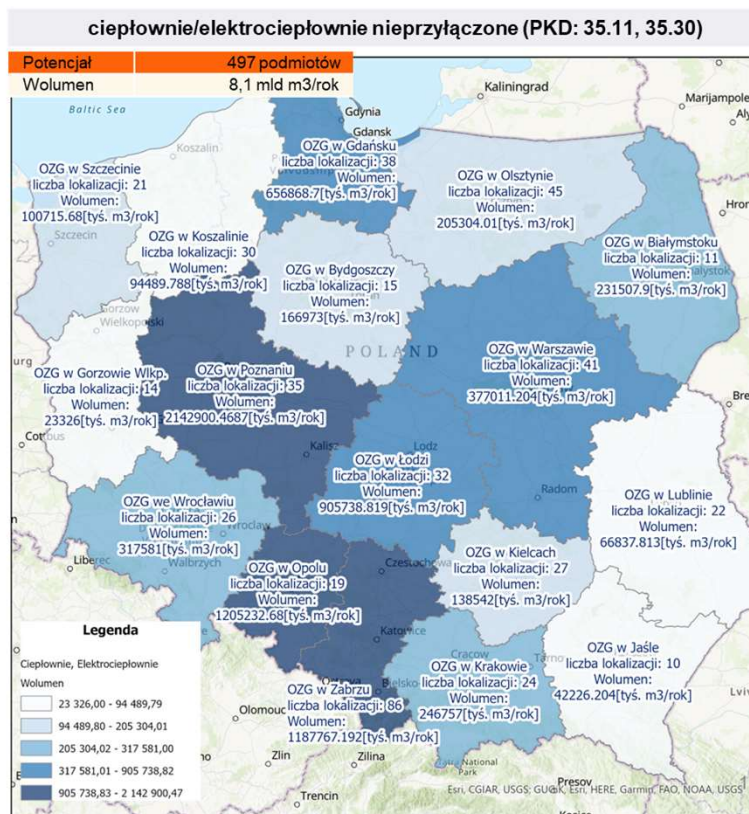 ciepłownie/elektrociepłownie nieprzyłączone (PKD: 35.11, 35.30)
Potencjał 497 podmiotów
Wolumen 8,1 mld m3/rok
Baltic Sea
Kaliningrad
Marijampole
Gdynia
Gdansk
Koszalin
OZG w Szczecinie
liczba lokalizacji: 21
Wolumen:
100715.68[tyś. m3/rok]
Szczecin
OZG w Gdańsku
liczba lokalizacji: 38
Wolumen:
656868.7[tyś. m3/rok]
OZG w Olsztynie
liczba lokalizacji: 45
Wolumen:
205304.01[tyś. m3/rok]
OZG w Koszalinie
liczba lokalizacji: 30
Wolumen:
94489.788[tyś. m3/rok]
OZG w Bydgoszczy
liczba lokalizacji: 15
Wolumen:
166973[tyś. m3/rok]
OZG w Białymstoku
liczba lokalizacji: 11
Wolumen:
231507.9[tyś. m3/rok]
Gorzow
Wielkopolski
POLAND
OZG w Gorzowie Wlkp.
liczba lokalizacji: 14
Wolumen:
23326[tyś. m3/rok]
OZG w Poznaniu
liczba lokalizacji: 35
Wolumen:
2142900.4687[tyś. m3/rok]
OZG w Warszawie
liczba lokalizacji: 41
Wolumen:
377011.204[tyś. m3/rok]
Kalisz
Lodz
OZG w Łodzi
liczba lokalizacji: 32
Wolumen:
905738.819[tyś. m3/rok]
Radom
OZG we Wrocławiu
liczba lokalizacji: 26
Wolumen:
317581[tyś. m3/rok]
Wroclaw
Walbrzych
Liberec
OZG w Lublinie
liczba lokalizacji: 22
Wolumen:
66837.813[tyś. m3/rok]
OZG w Opolu
liczba lokalizacji: 19
Wolumen:
1205232.68[tyś. m3/rok]
Czestochowa
Katowice
OZG w Kielcach
liczba lokalizacji: 27
Wolumen:
138542[tyś. m3/rok]
OZG w Zabrzu
liczba lokalizacji: 86
Wolumen:
1187767.192[tyś. m3/rok]
Cracow
OZG w Krakowie
liczba lokalizacji: 24
Wolumen:
246757[tyś. m3/rok]
OZG w Jaśle
liczba lokalizacji: 10
Wolumen:
42226.204[tyś. m3/rok]
Zilina
Zlin
Trencin
National
Park
Presov
Legenda
Ciepłownie, Elektrociepłownie
Wolumen
23 326,00 - 94 489,79
94 489,80 - 205 304,01
205 304,02 - 317 581,00
317 581,01 - 905 738,82
905 738,83 - 2 142 900,47
Esri, CGIAR, USGS; Esri, HERE, Garmin, FAO, NOAA, USGS